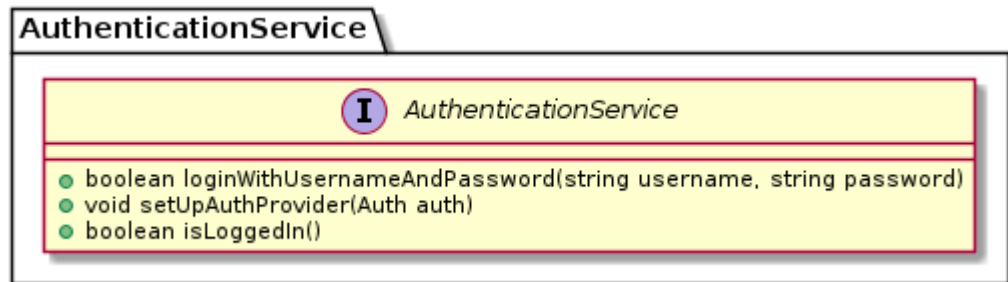 AuthenticationService
I AuthenticationService
boolean loginWithUsernameAndPassword(string username, string password)
void setUpAuthProvider(Auth auth)
boolean isLoggedIn()